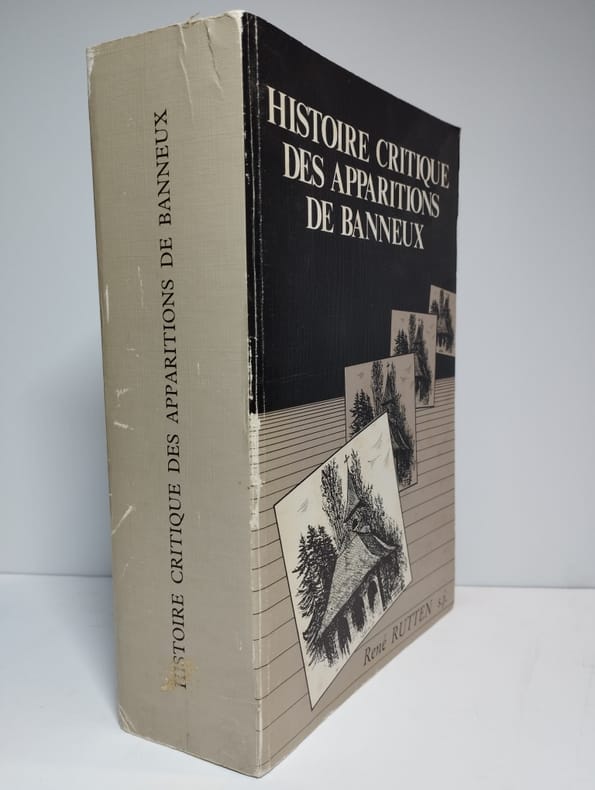 HISTOIRE CRITIQUE DES APPARITIONS DE BANNEUX
HISTOIRE CRITIQUE
DES APPARITIONS
DE BANNEUX
René RUTTEN s.j.